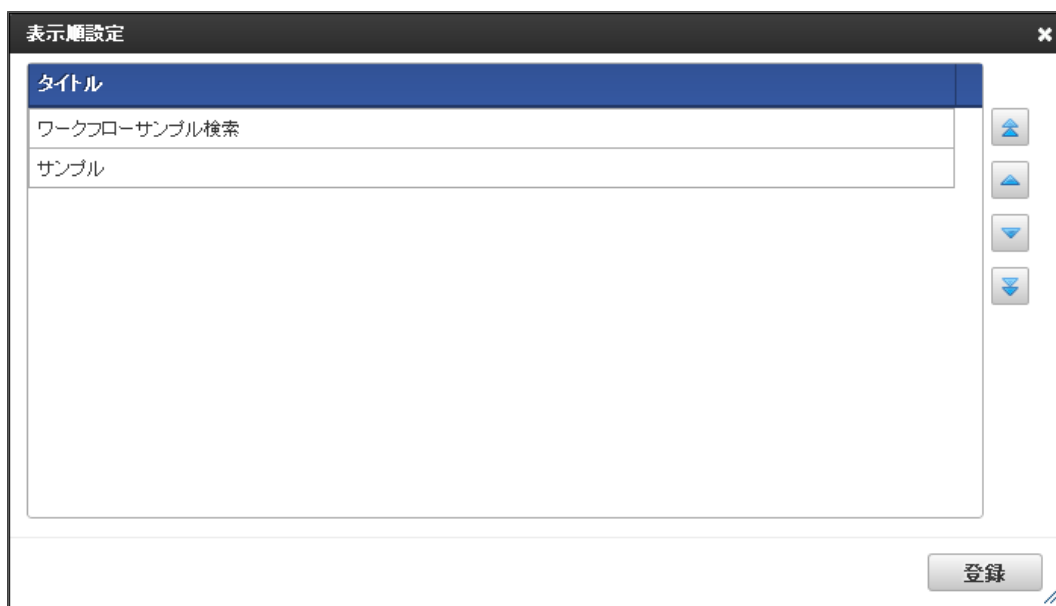 表示順設定
タイトル
ワークフローサンプル検索
サンプル
登録